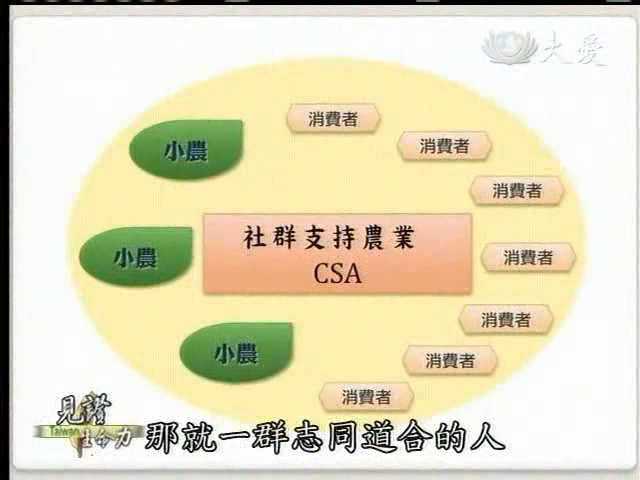 大愛
消費者
消費者
小農
消費者
社群支持農業
CSA
消費者
小農
消費者
小農
消費者
消費者
見證
Taiwan
生命力
那就一群志同道合的人